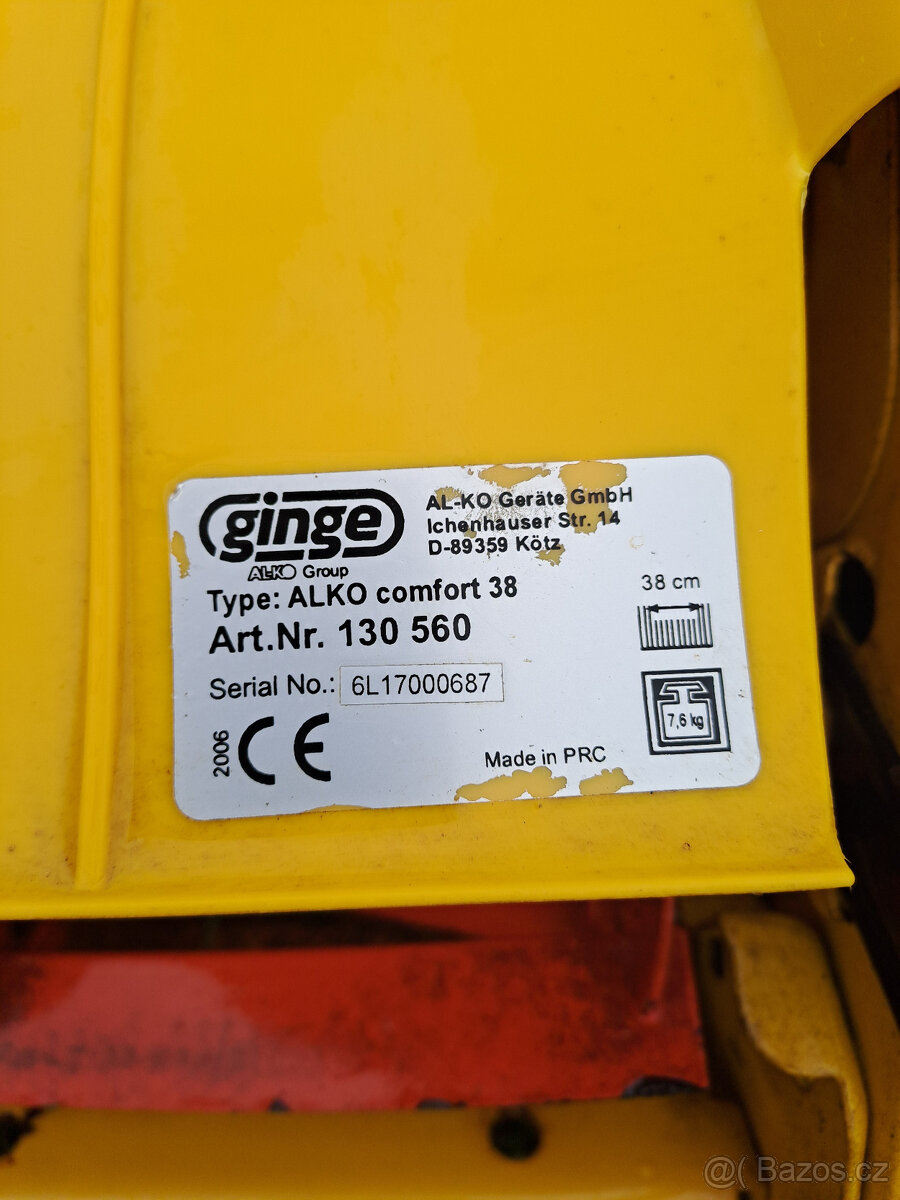 ginge
AL-KO Group
AL-KO Geräte GmbH
Ichenhauser Str. 14
D-89359 Kötz
Type: ALKO comfort 38
Art.Nr. 130 560
Serial No.: 6L17000687
38 cm
7,6 kg
2006 CE
Made in PRC
@( Bazos.cz